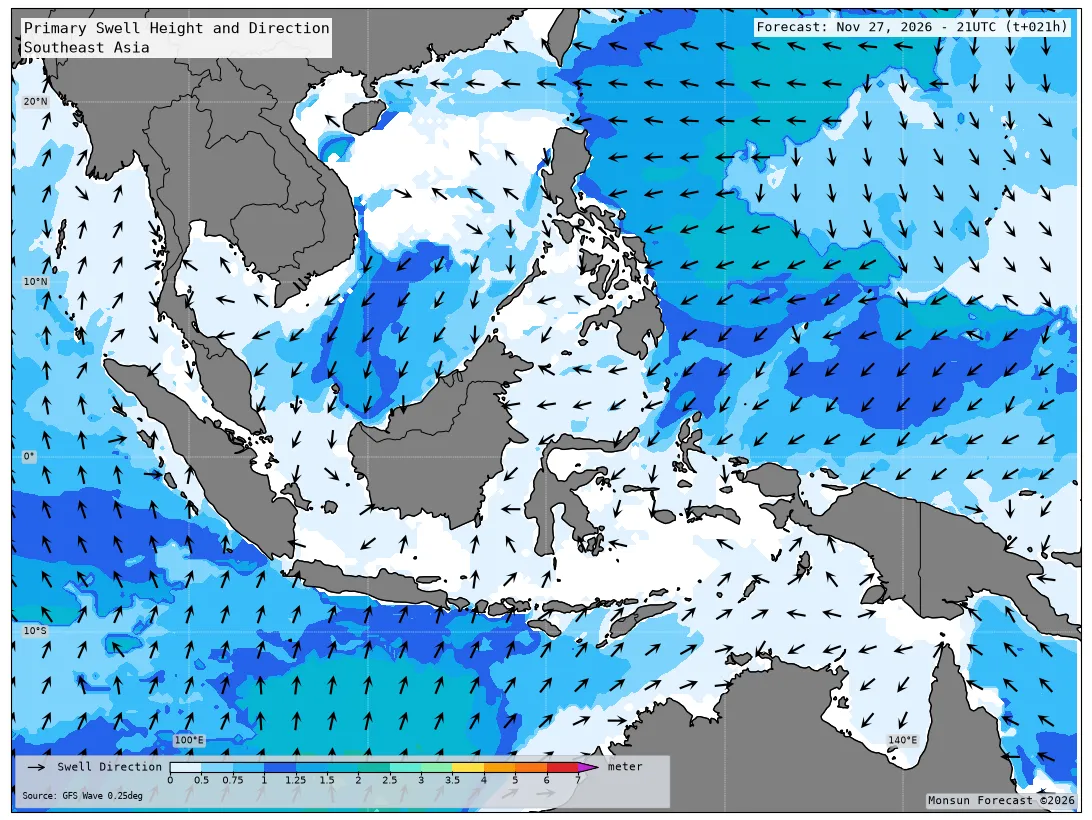 Primary Swell Height and Direction
Southeast Asia
Forecast: Nov 27, 2026 - 21UTC (t+021h)
20°N
10°N
0°
10°S
100°E
140°E
Swell Direction
0 0.5 0.75 1 1.25 1.5 2 2.5 3 3.5 4 5 6 7
meter
Source: GFS Wave 0.25deg
Monsun Forecast ©2026